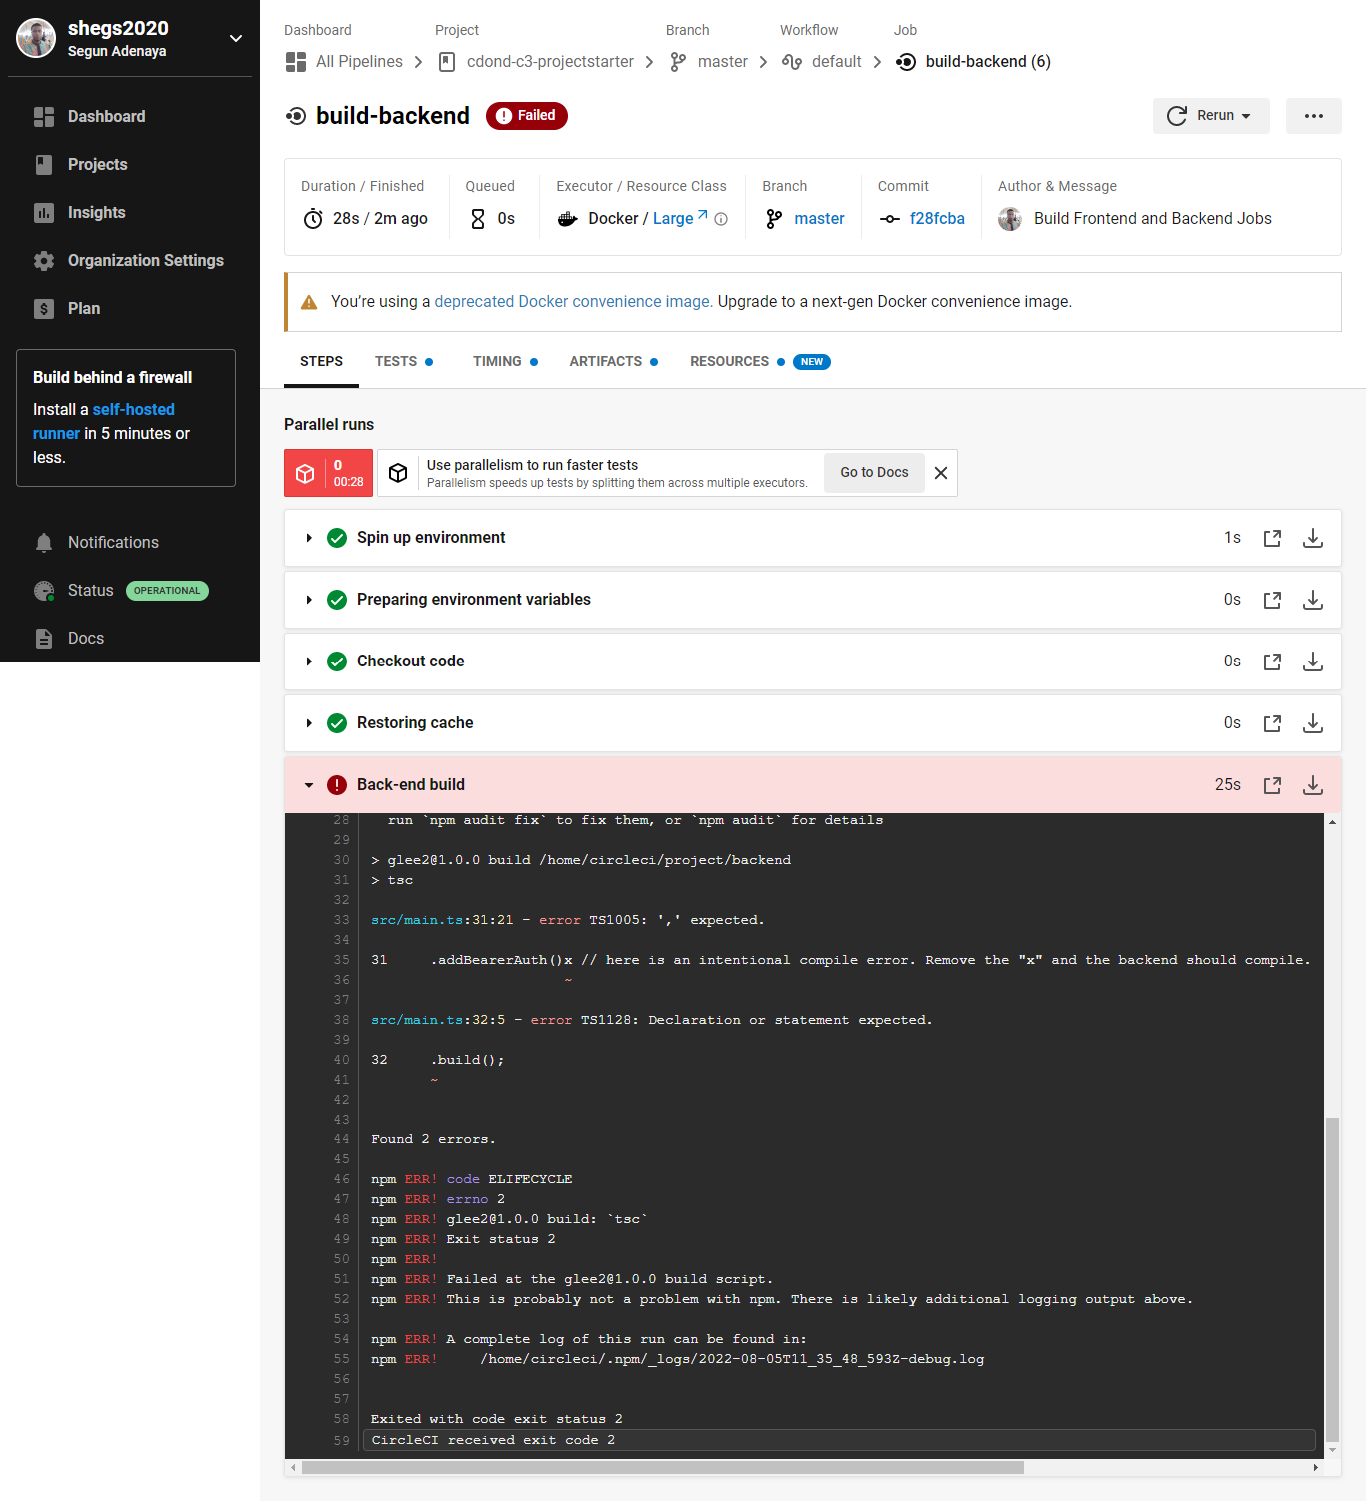 shegs2020
Segun Adenaya
Dashboard
Projects
Insights
Organization Settings
Plan
Build behind a firewall
Install a self-hosted
runner in 5 minutes or
less.
Notifications
Status OPERATIONAL
Docs
Dashboard Project Branch Workflow Job
All Pipelines cdond-c3-projectstarter master default build-backend (6)
build-backend Failed Rerun
Duration / Finished Queued Executor / Resource Class Branch Commit Author & Message
28s / 2m ago 0s Docker / Large master f28fcba Build Frontend and Backend Jobs
You’re using a deprecated Docker convenience image. Upgrade to a next-gen Docker convenience image.
STEPS TESTS TIMING ARTIFACTS RESOURCES NEW
Parallel runs
0
00:28
Use parallelism to run faster tests
Parallelism speeds up tests by splitting them across multiple executors.
Go to Docs
Spin up environment 1s
Preparing environment variables 0s
Checkout code 0s
Restoring cache 0s
Back-end build 25s
28 run `npm audit fix` to fix them, or `npm audit` for details
29
30 > glee2@1.0.0 build /home/circleci/project/backend
31 > tsc
32
33 src/main.ts:31:21 - error TS1005: ',' expected.
34
35 31 .addBearerAuth()x // here is an intentional compile error. Remove the "x" and the backend should compile.
36 ~
37
38 src/main.ts:32:5 - error TS1128: Declaration or statement expected.
39
40 32 .build();
41 ~
42
43
44 Found 2 errors.
45
46 npm ERR! code ELIFECYCLE
47 npm ERR! errno 2
48 npm ERR! glee2@1.0.0 build: `tsc`
49 npm ERR! Exit status 2
50 npm ERR!
51 npm ERR! Failed at the glee2@1.0.0 build script.
52 npm ERR! This is probably not a problem with npm. There is likely additional logging output above.
53
54 npm ERR! A complete log of this run can be found in:
55 npm ERR! /home/circleci/.npm/_logs/2022-08-05T11_35_48_593Z-debug.log
56
57
58 Exited with code exit status 2
59 CircleCI received exit code 2